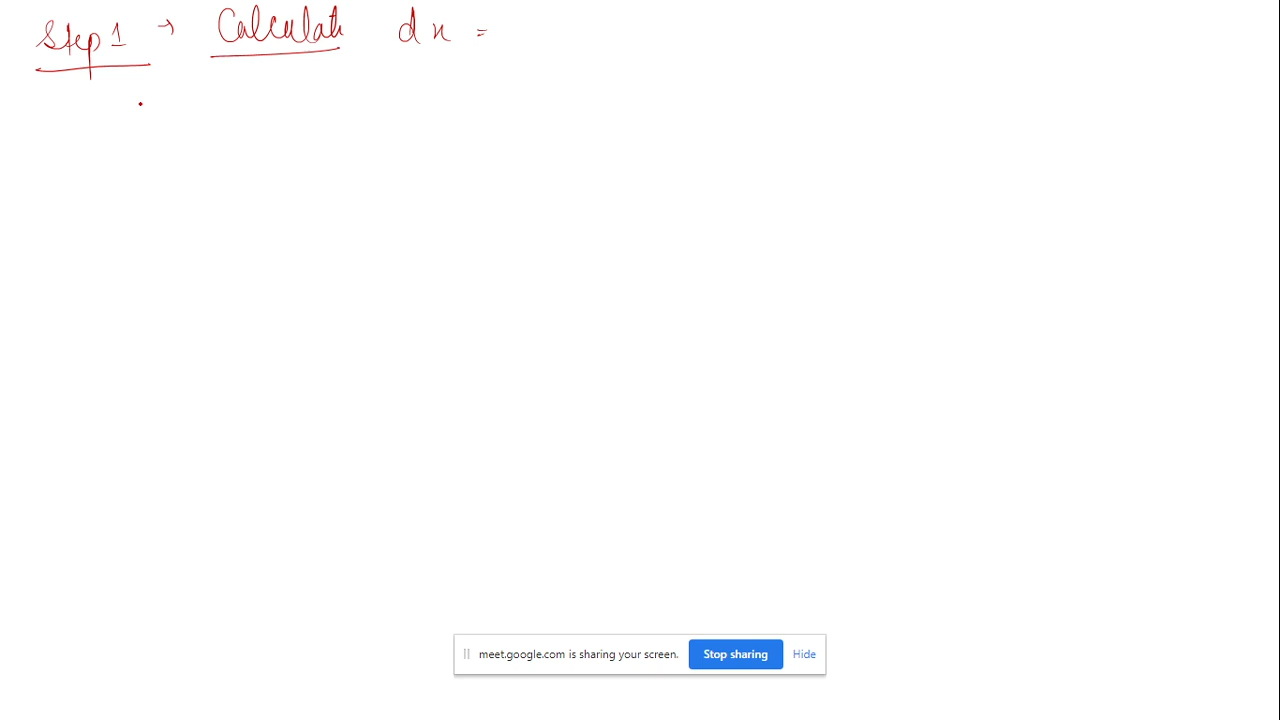 Step 1 → Calculate dx =
meet.google.com is sharing your screen. Stop sharing Hide